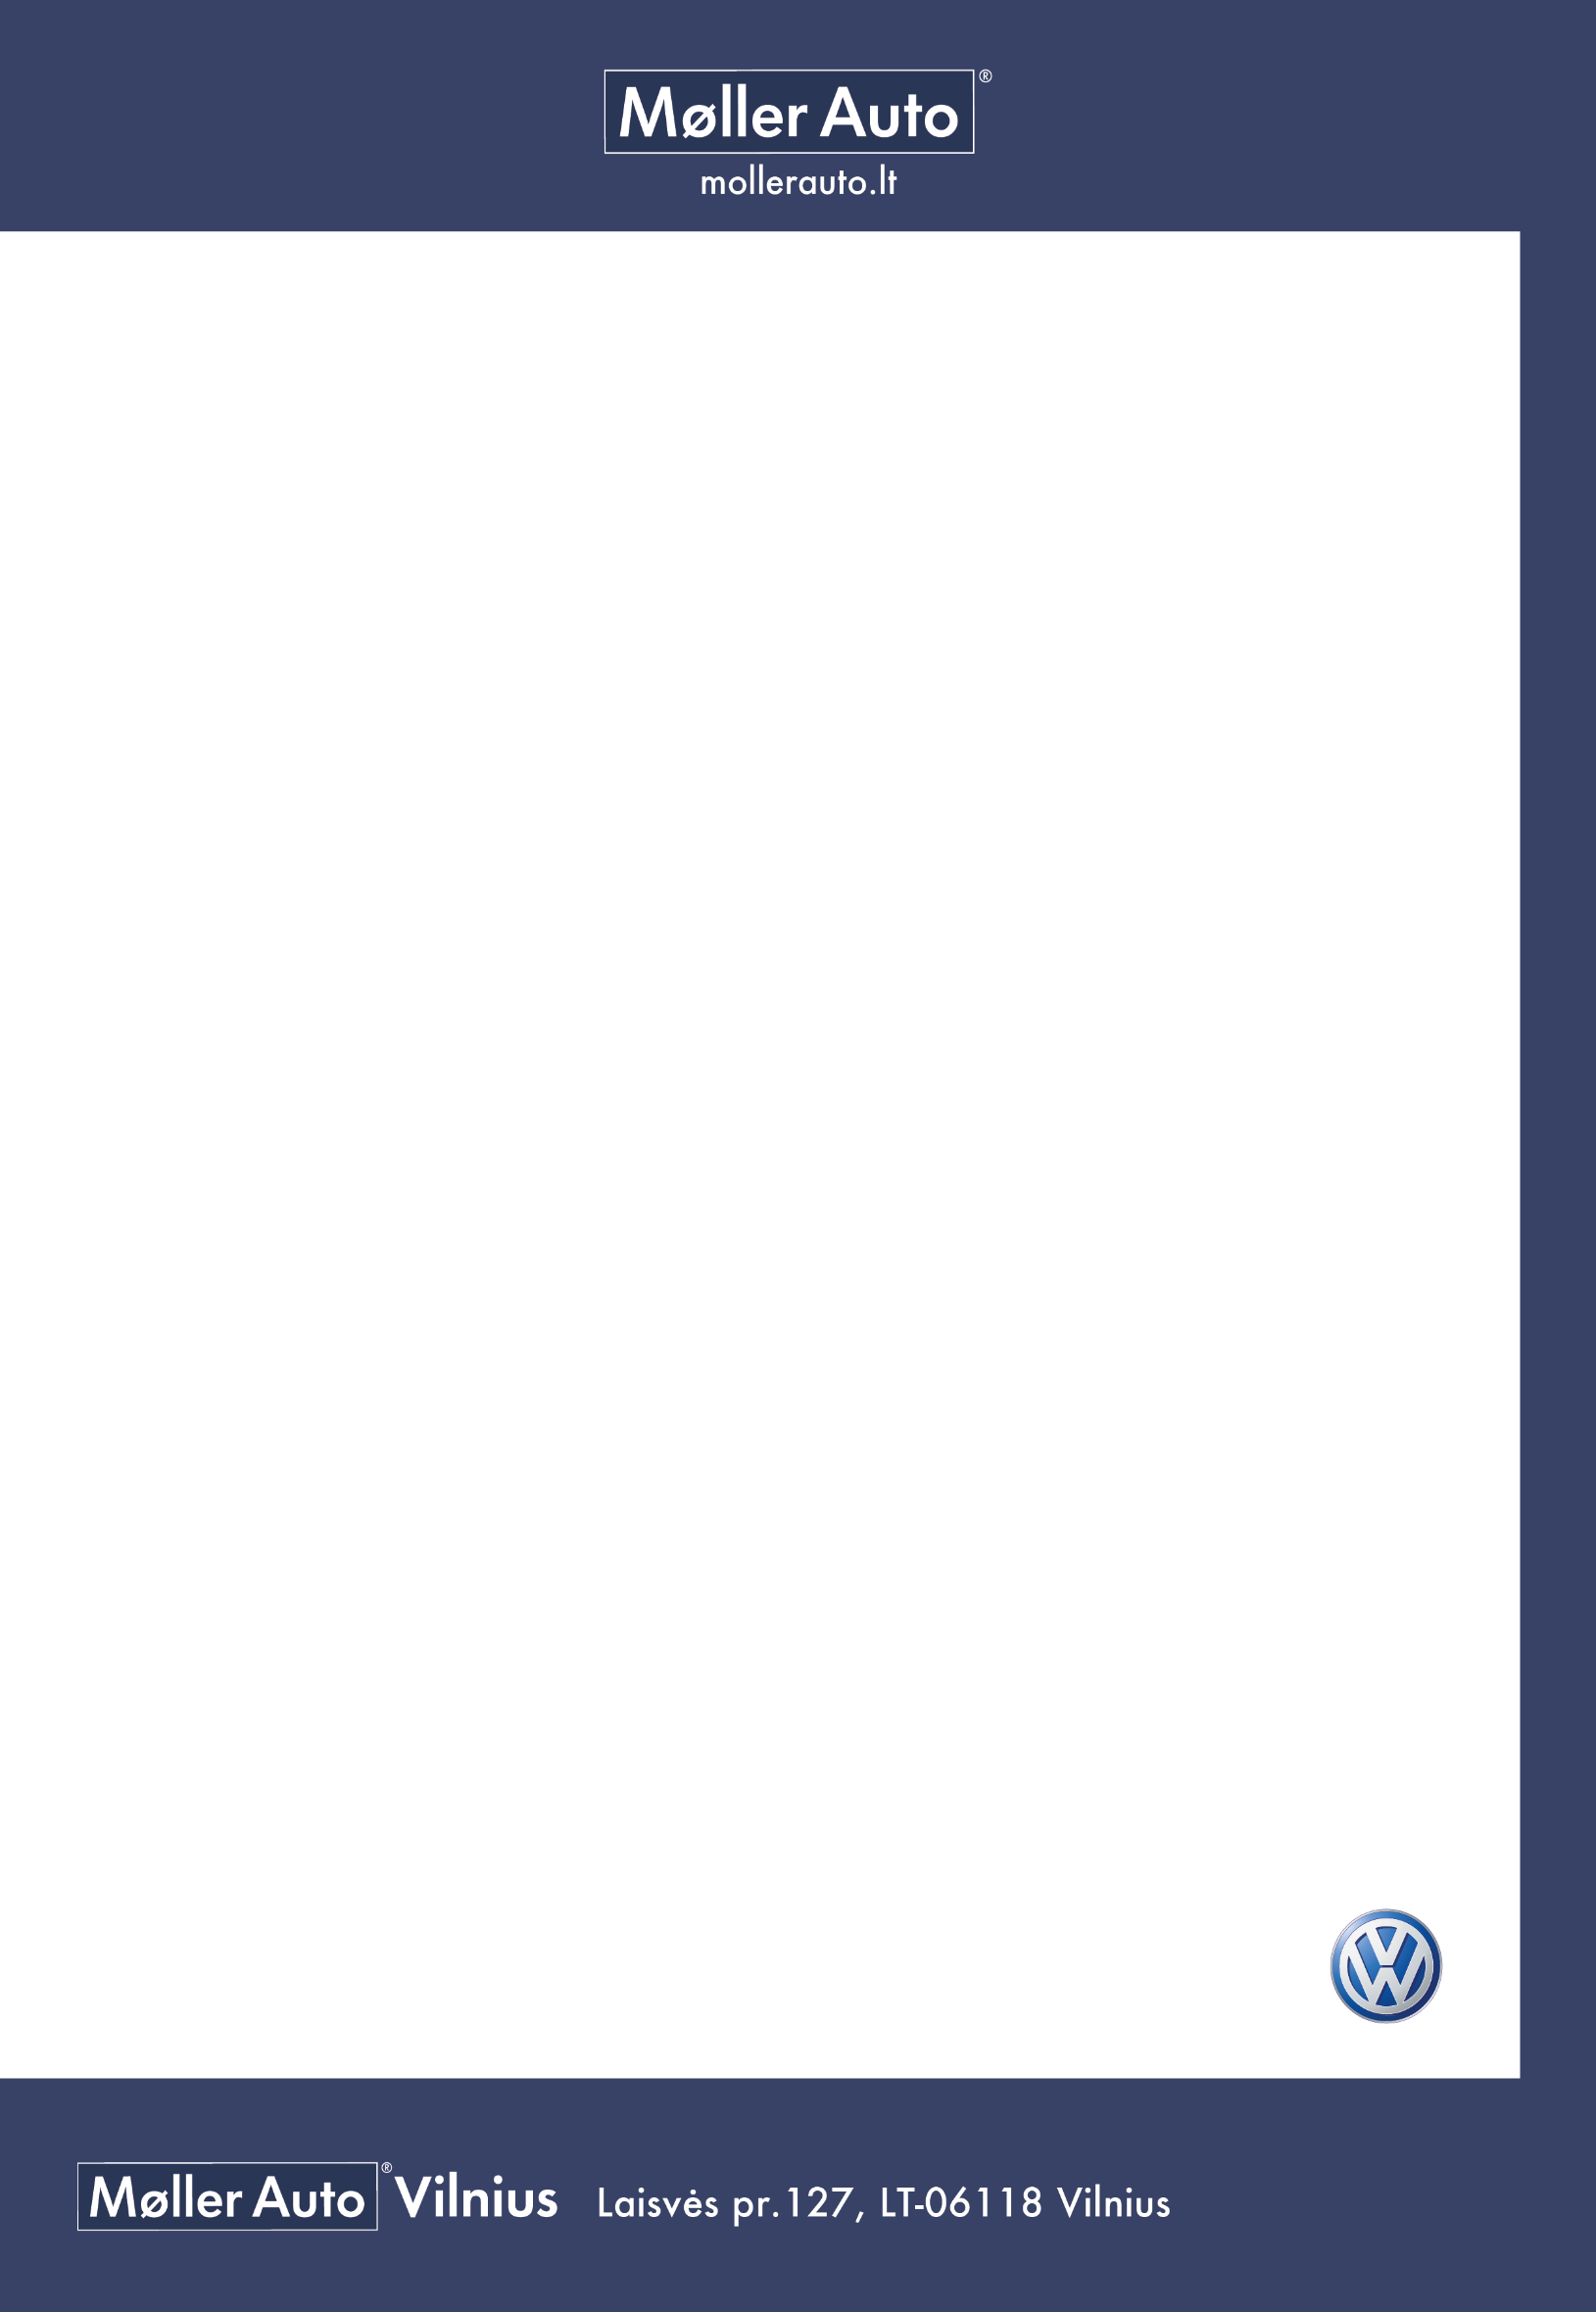 Møller Auto®
mollerauto.lt
Møller Auto® Vilnius Laisvės pr.127, LT-06118 Vilnius